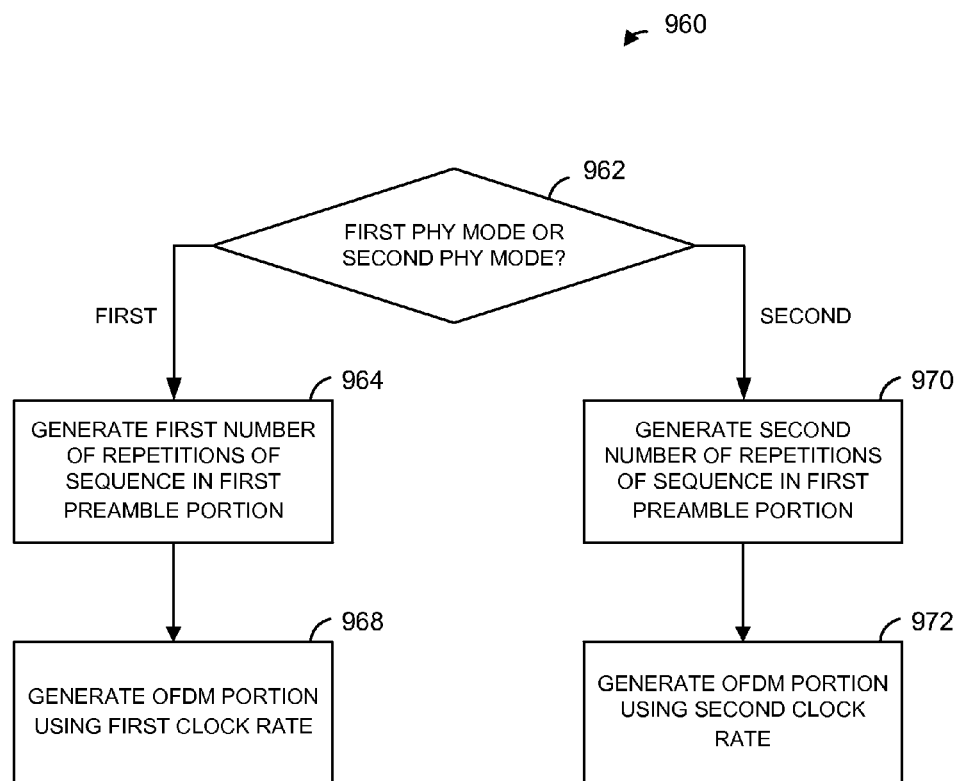 960
962
FIRST PHY MODE OR
SECOND PHY MODE?
FIRST
SECOND
964
970
GENERATE FIRST NUMBER
OF REPETITIONS OF
SEQUENCE IN FIRST
PREAMBLE PORTION
GENERATE SECOND
NUMBER OF REPETITIONS
OF SEQUENCE IN FIRST
PREAMBLE PORTION
968
972
GENERATE OFDM PORTION
USING FIRST CLOCK RATE
GENERATE OFDM PORTION
USING SECOND CLOCK
RATE